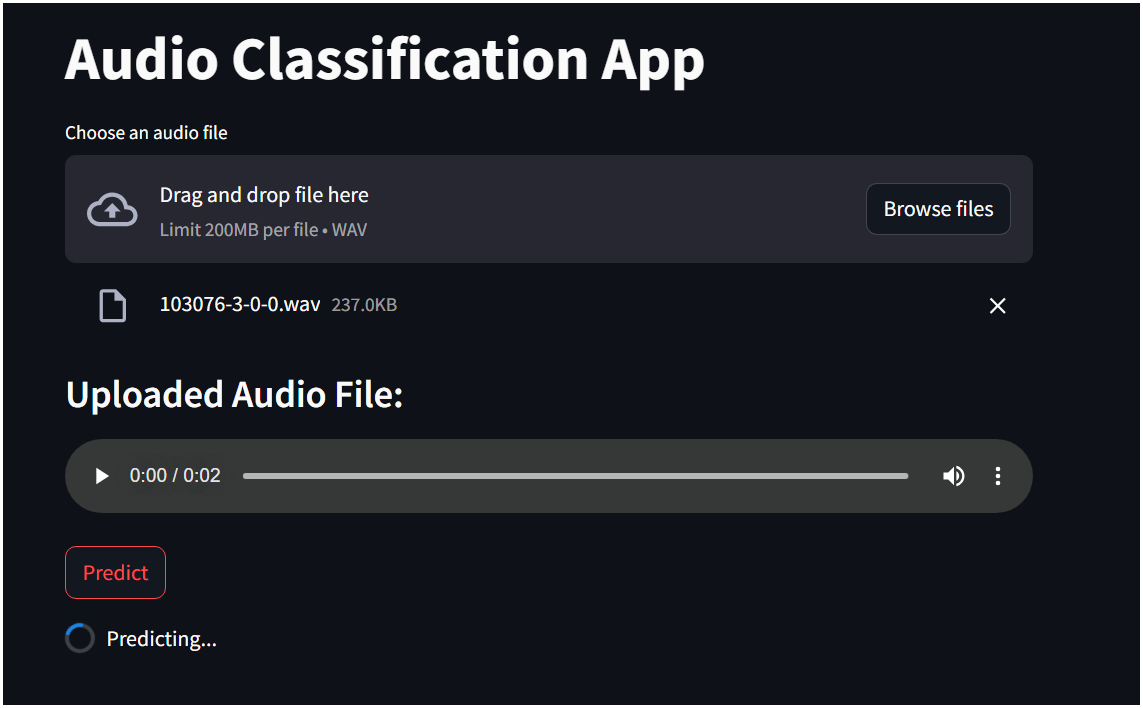 Audio Classification App
Choose an audio file
Drag and drop file here
Limit 200MB per file • WAV
Browse files
103076-3-0-0.wav 237.0KB
Uploaded Audio File:
0:00 / 0:02
Predict
Predicting...